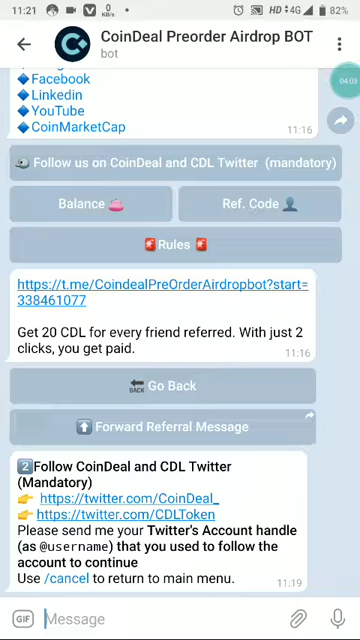 11:21
0
KB/s
HD 4G
82%
CoinDeal Preorder Airdrop BOT
bot
04:03
Facebook
Linkedin
YouTube
CoinMarketCap
11:16
Follow us on CoinDeal and CDL Twitter (mandatory)
Balance
Ref. Code
Rules
https://t.me/CoindealPreOrderAirdropbot?start=
338461077
Get 20 CDL for every friend referred. With just 2
clicks, you get paid.
11:16
BACK Go Back
Forward Referral Message
2 Follow CoinDeal and CDL Twitter
(Mandatory)
https://twitter.com/CoinDeal_
https://twitter.com/CDLToken
Please send me your Twitter's Account handle
(as @username) that you used to follow the
account to continue
Use /cancel to return to main menu.
11:19
GIF Message